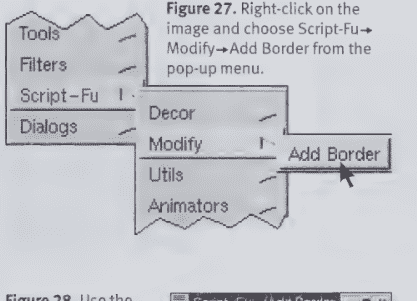 Figure 27. Right-click on the
image and choose Script-Fu→
Modify→Add Border from the
pop-up menu.
Tools
Filters
Script-Fu
Dialogs
Decor
Modify
Utils
Animators
Add Border
Figure 28. Use the
Script-Fu: /Add Border